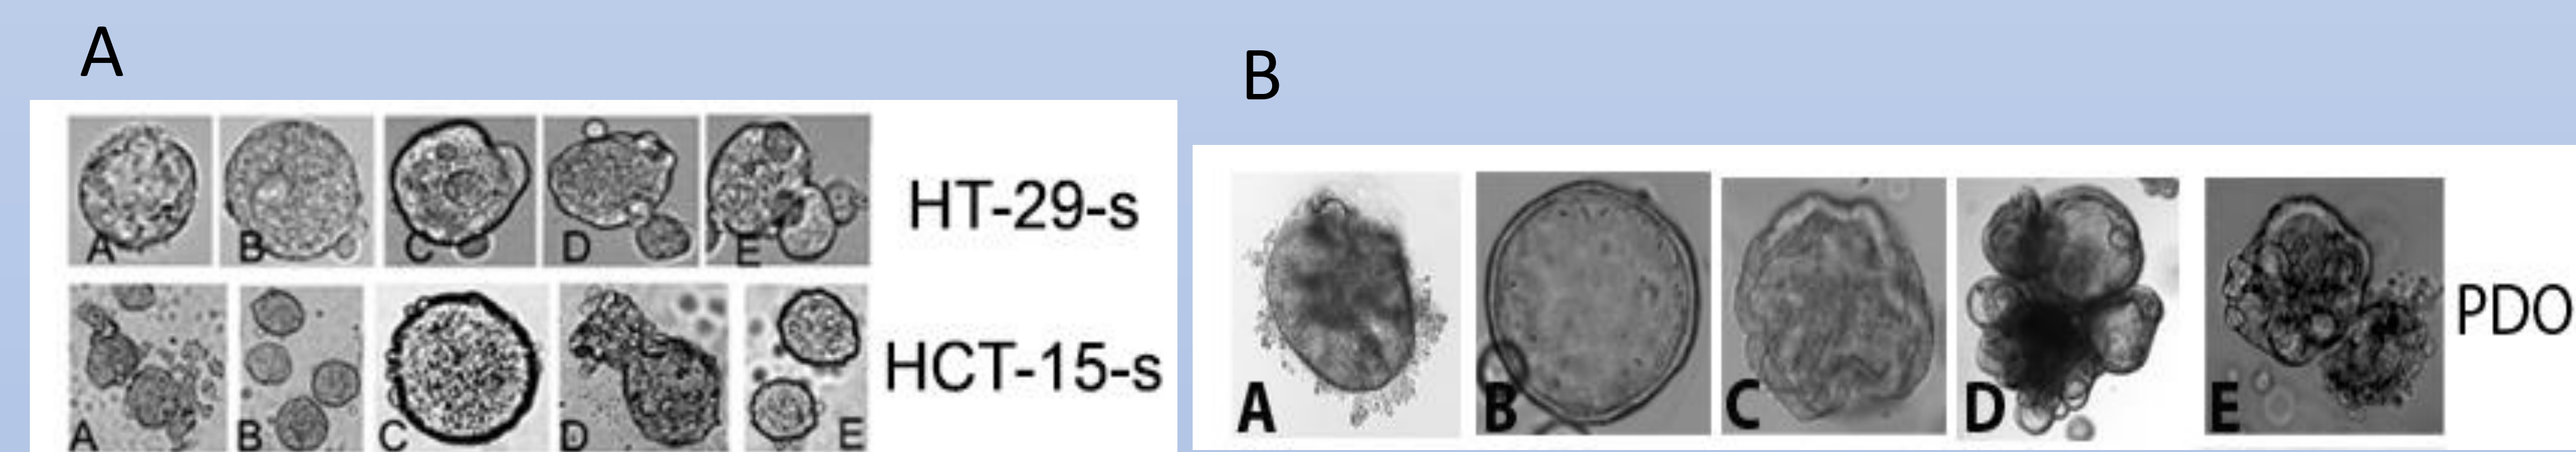 A
B
A B C D E HT-29-s
A B C D E HCT-15-s
A B C D E PDO